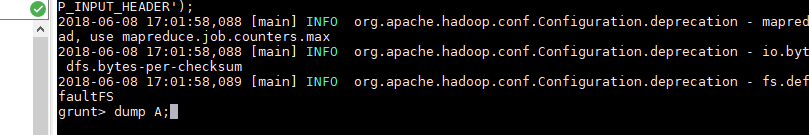 P_INPUT_HEADER');
2018-06-08 17:01:58,088 [main] INFO  org.apache.hadoop.conf.Configuration.deprecation - mapred
ad, use mapreduce.job.counters.max
2018-06-08 17:01:58,088 [main] INFO  org.apache.hadoop.conf.Configuration.deprecation - io.byt
 dfs.bytes-per-checksum
2018-06-08 17:01:58,089 [main] INFO  org.apache.hadoop.conf.Configuration.deprecation - fs.def
faultFS
grunt> dump A;